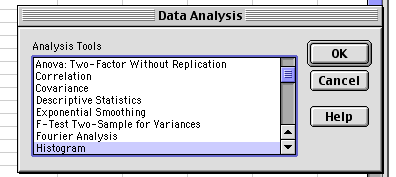 Data Analysis
Analysis Tools
Anova: Two-Factor Without Replication
Correlation
Covariance
Descriptive Statistics
Exponential Smoothing
F-Test Two-Sample for Variances
Fourier Analysis
Histogram
OK
Cancel
Help